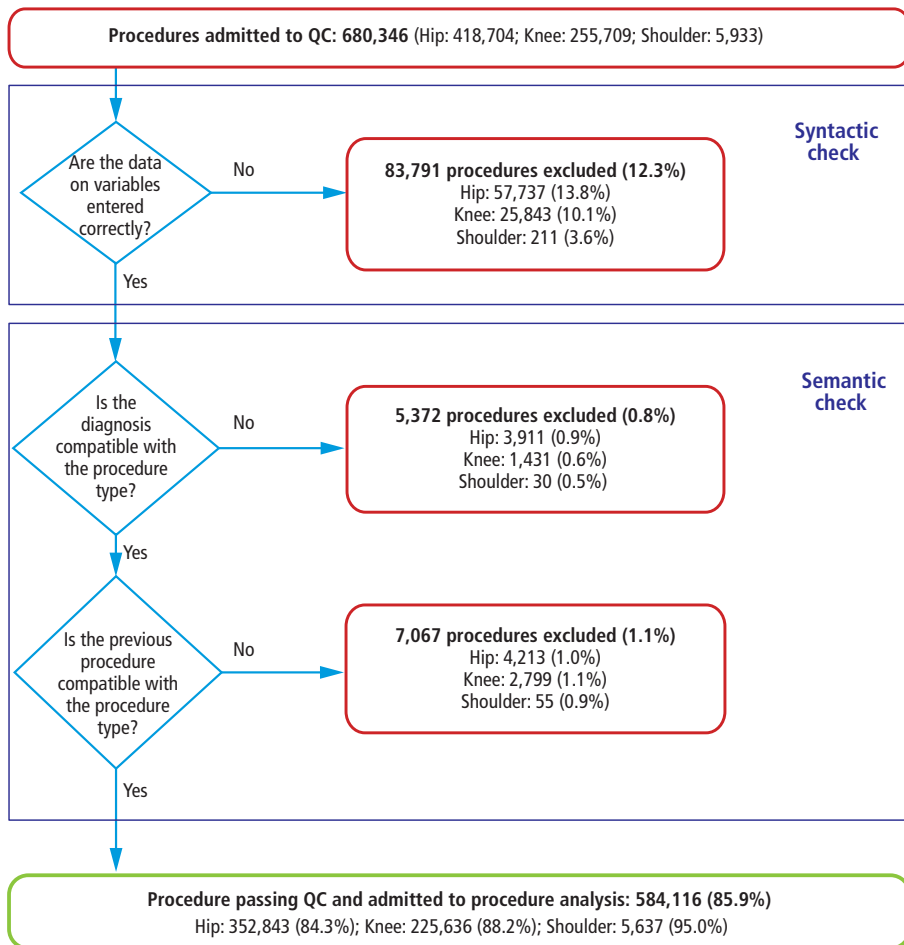 Procedures admitted to QC: 680,346 (Hip: 418,704; Knee: 255,709; Shoulder: 5,933)
Syntactic
check
Are the data
on variables
entered
correctly?
No
83,791 procedures excluded (12.3%)
Hip: 57,737 (13.8%)
Knee: 25,843 (10.1%)
Shoulder: 211 (3.6%)
Yes
Semantic
check
Is the
diagnosis
compatible with
the procedure
type?
No
5,372 procedures excluded (0.8%)
Hip: 3,911 (0.9%)
Knee: 1,431 (0.6%)
Shoulder: 30 (0.5%)
Yes
Is the previous
procedure
compatible with
the procedure
type?
No
7,067 procedures excluded (1.1%)
Hip: 4,213 (1.0%)
Knee: 2,799 (1.1%)
Shoulder: 55 (0.9%)
Yes
Procedure passing QC and admitted to procedure analysis: 584,116 (85.9%)
Hip: 352,843 (84.3%); Knee: 225,636 (88.2%); Shoulder: 5,637 (95.0%)